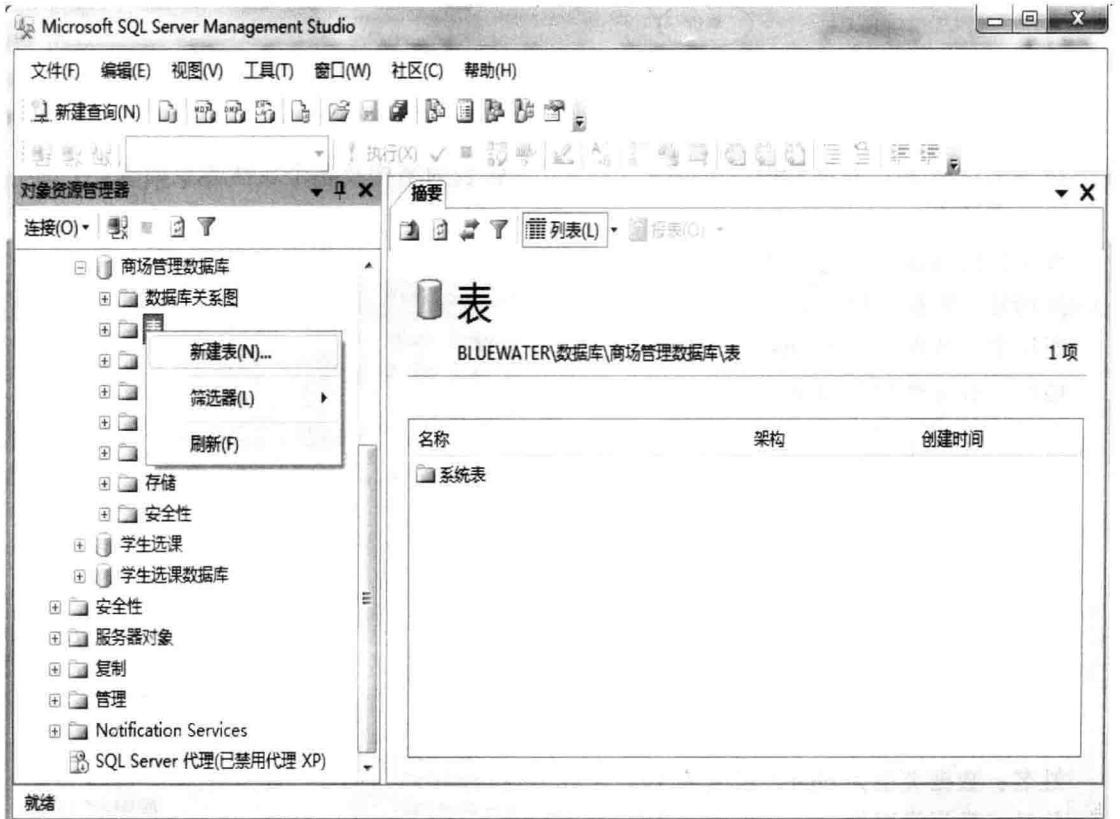 Microsoft SQL Server Management Studio
文件(F) 编辑(E) 视图(V) 工具(T) 窗口(W) 社区(C) 帮助(H)
新建查询(N)
执行(X)
对象资源管理器
连接(O)
商场管理数据库
数据库关系图
表
新建表(N)...
筛选器(L)
刷新(F)
存储
安全性
学生选课
学生选课数据库
安全性
服务器对象
复制
管理
Notification Services
SQL Server 代理(已禁用代理 XP)
摘要
列表(L) 报表(O)
表
BLUEWATER\数据库\商场管理数据库\表 1 项
名称 架构 创建时间
系统表
就绪